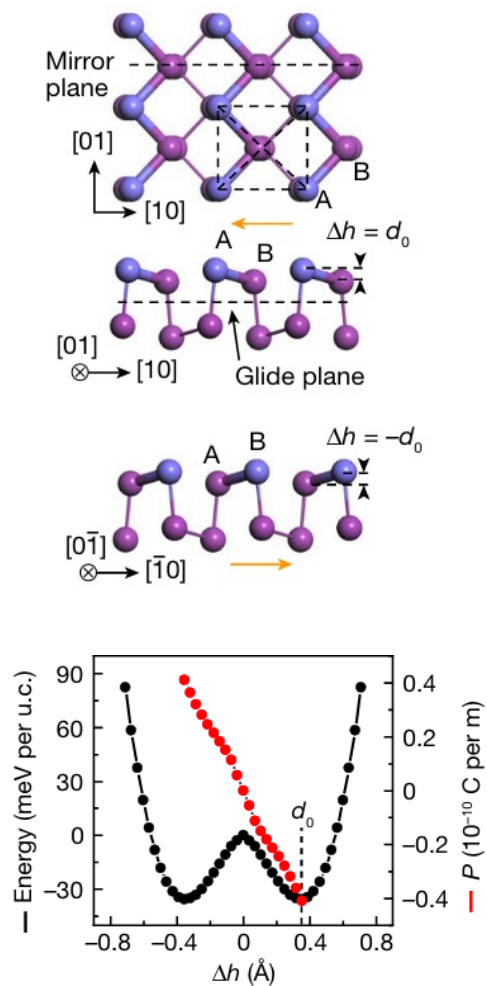 Mirror
plane
[01]
[10]
B
A
Δh = d₀
A
B
[01]
[10]
Glide plane
Δh = –d₀
A
B
[01̄]
[1̄0]
90
60
30
0
–30
Energy (meV per u.c.)
0.4
0.2
0
–0.2
–0.4
P (10⁻¹⁰ C per m)
d₀
–0.8
–0.4
0
0.4
0.8
Δh (Å)